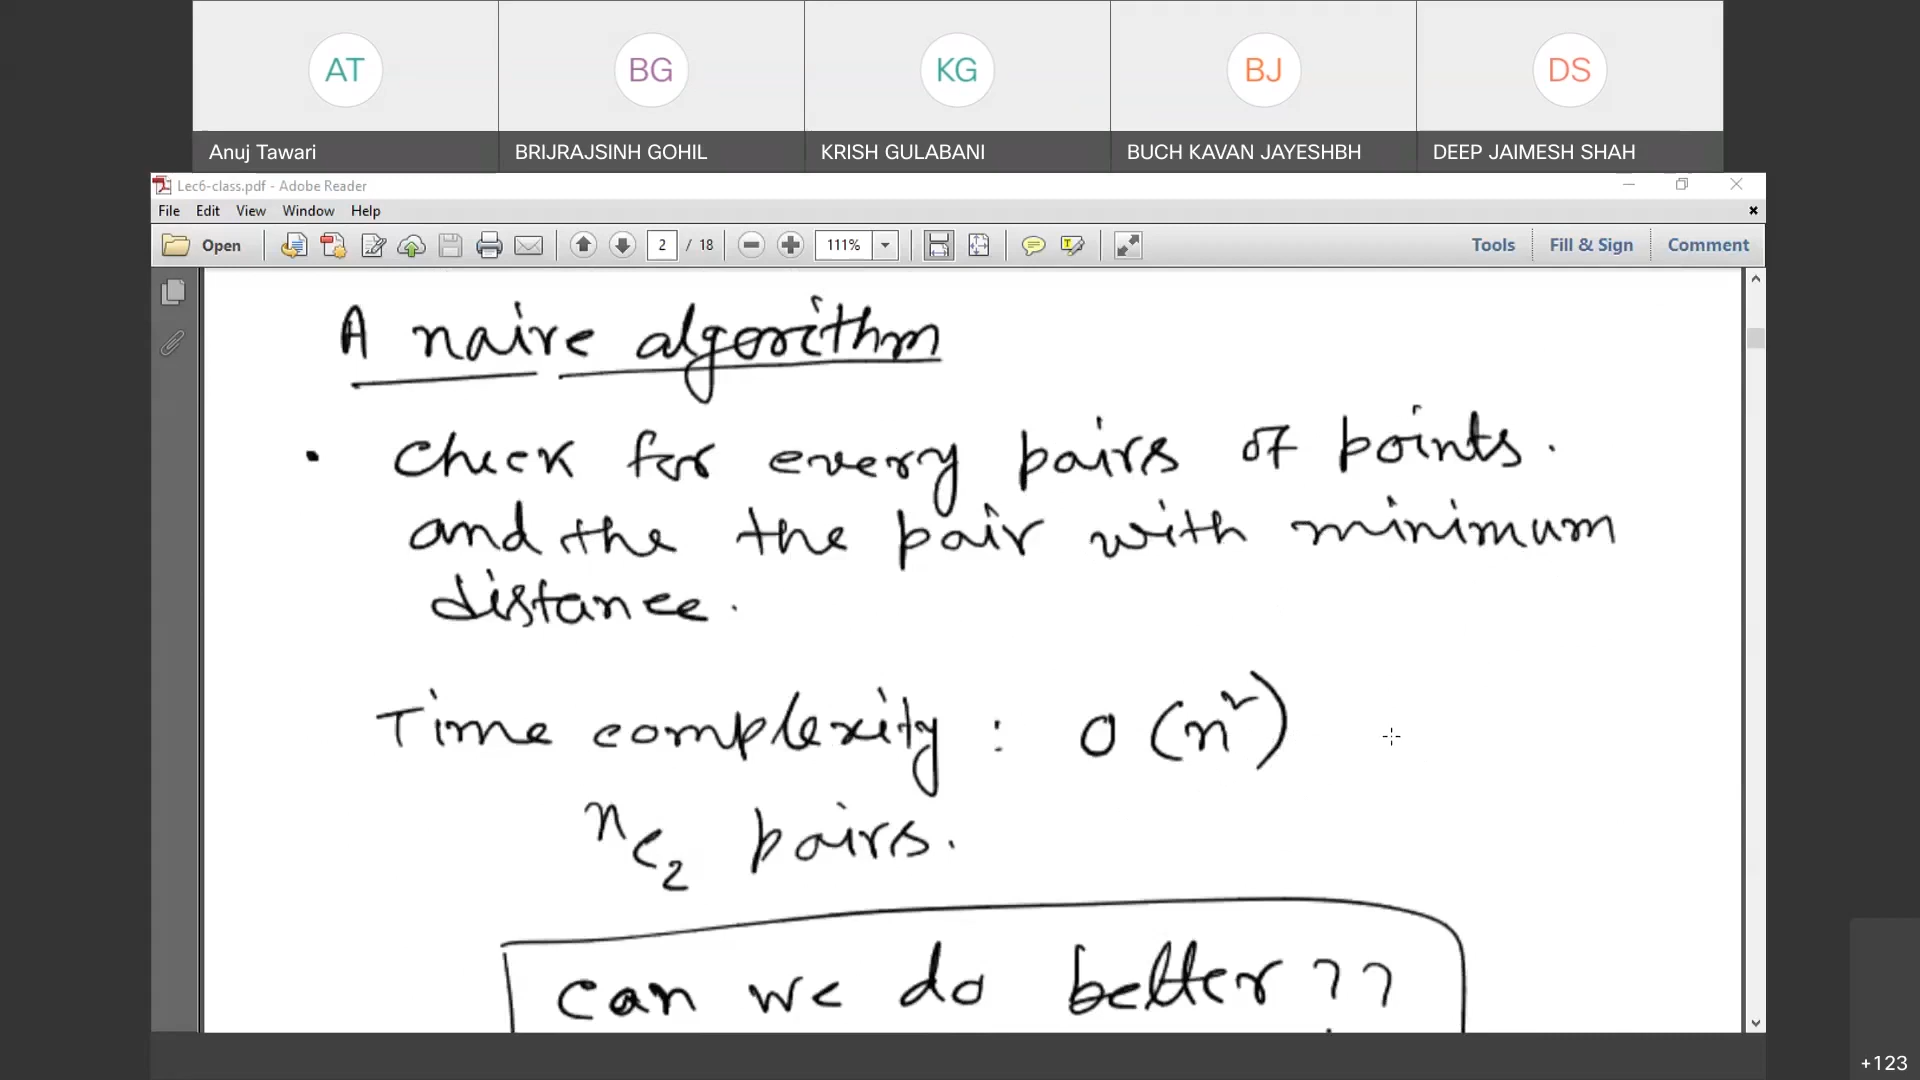 AT
BG
KG
BJ
DS
Anuj Tawari
BRIJRAJSINH GOHIL
KRISH GULABANI
BUCH KAVAN JAYESHBH
DEEP JAIMESH SHAH
Lec6-class.pdf - Adobe Reader
File Edit View Window Help
Open 2 / 18 111% Tools Fill & Sign Comment
A naive algorithm
• Check for every pairs of points.
and the the pair with minimum
distance.
Time complexity : O(n²)
ⁿC₂ pairs.
Can we do better ??
+123